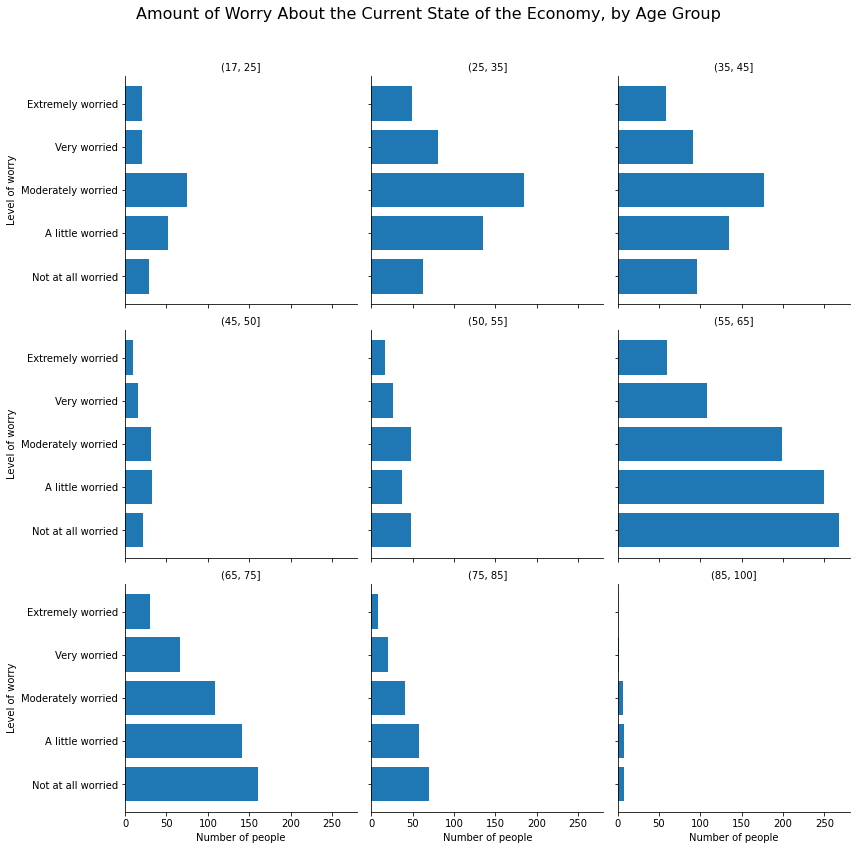 Amount of Worry About the Current State of the Economy, by Age Group
(17, 25]
(25, 35]
(35, 45]
Level of worry
Extremely worried
Very worried
Moderately worried
A little worried
Not at all worried
(45, 50]
(50, 55]
(55, 65]
Level of worry
Extremely worried
Very worried
Moderately worried
A little worried
Not at all worried
(65, 75]
(75, 85]
(85, 100]
Level of worry
Extremely worried
Very worried
Moderately worried
A little worried
Not at all worried
0 50 100 150 200 250
0 50 100 150 200 250
0 50 100 150 200 250
Number of people
Number of people
Number of people